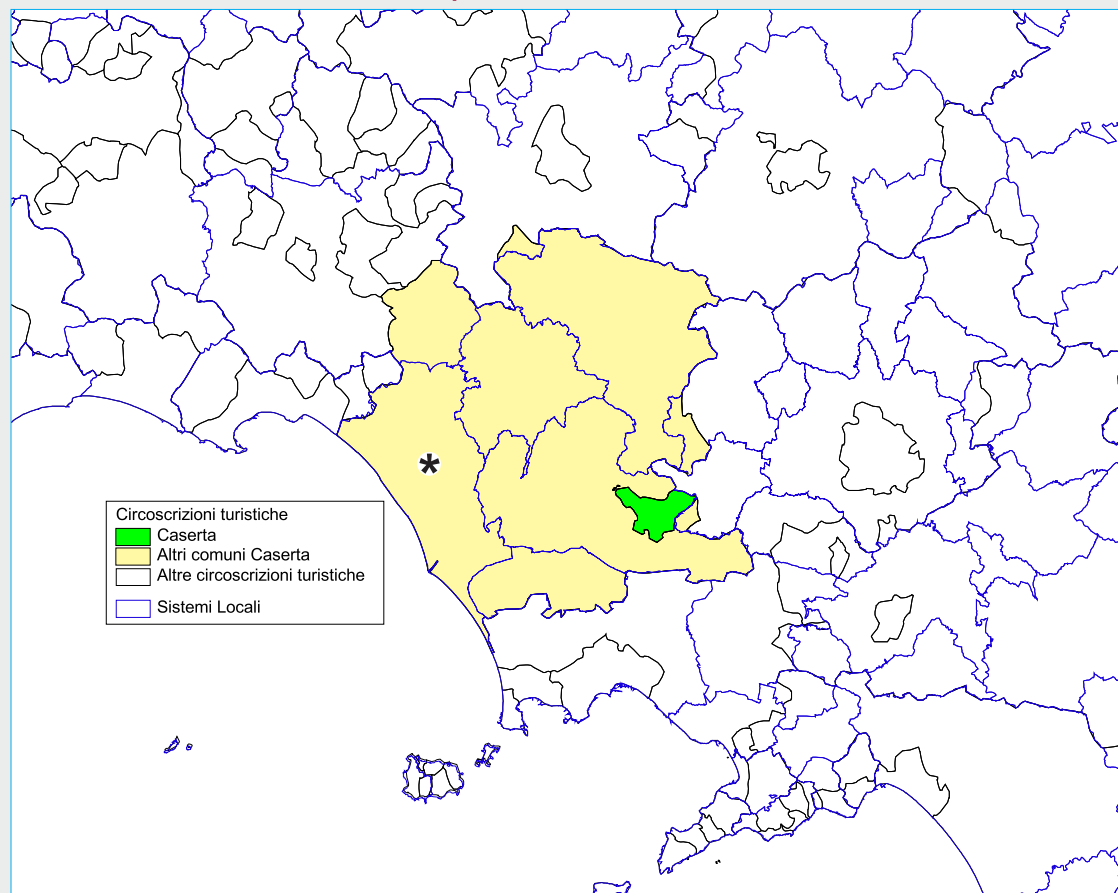 *
Circoscrizioni turistiche
Caserta
Altri comuni Caserta
Altre circoscrizioni turistiche
Sistemi Locali